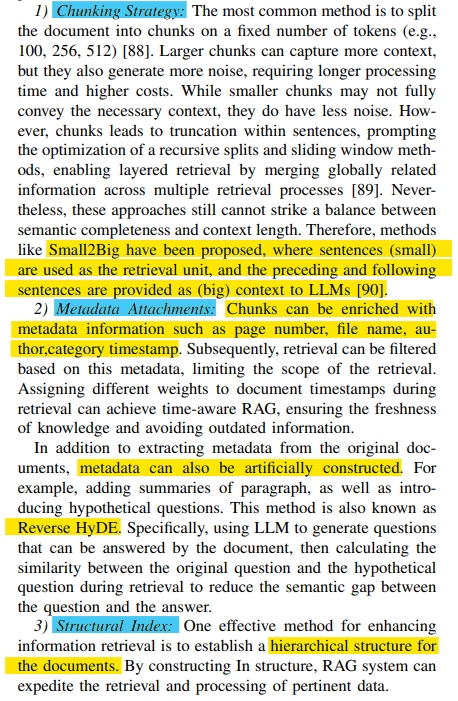 1) Chunking Strategy: The most common method is to split
the document into chunks on a fixed number of tokens (e.g.,
100, 256, 512) [88]. Larger chunks can capture more context,
but they also generate more noise, requiring longer processing
time and higher costs. While smaller chunks may not fully
convey the necessary context, they do have less noise. How-
ever, chunks leads to truncation within sentences, prompting
the optimization of a recursive splits and sliding window meth-
ods, enabling layered retrieval by merging globally related
information across multiple retrieval processes [89]. Never-
theless, these approaches still cannot strike a balance between
semantic completeness and context length. Therefore, methods
like Small2Big have been proposed, where sentences (small)
are used as the retrieval unit, and the preceding and following
sentences are provided as (big) context to LLMs [90].
2) Metadata Attachments: Chunks can be enriched with
metadata information such as page number, file name, au-
thor,category timestamp. Subsequently, retrieval can be filtered
based on this metadata, limiting the scope of the retrieval.
Assigning different weights to document timestamps during
retrieval can achieve time-aware RAG, ensuring the freshness
of knowledge and avoiding outdated information.
In addition to extracting metadata from the original doc-
uments, metadata can also be artificially constructed. For
example, adding summaries of paragraph, as well as intro-
ducing hypothetical questions. This method is also known as
Reverse HyDE. Specifically, using LLM to generate questions
that can be answered by the document, then calculating the
similarity between the original question and the hypothetical
question during retrieval to reduce the semantic gap between
the question and the answer.
3) Structural Index: One effective method for enhancing
information retrieval is to establish a hierarchical structure for
the documents. By constructing In structure, RAG system can
expedite the retrieval and processing of pertinent data.